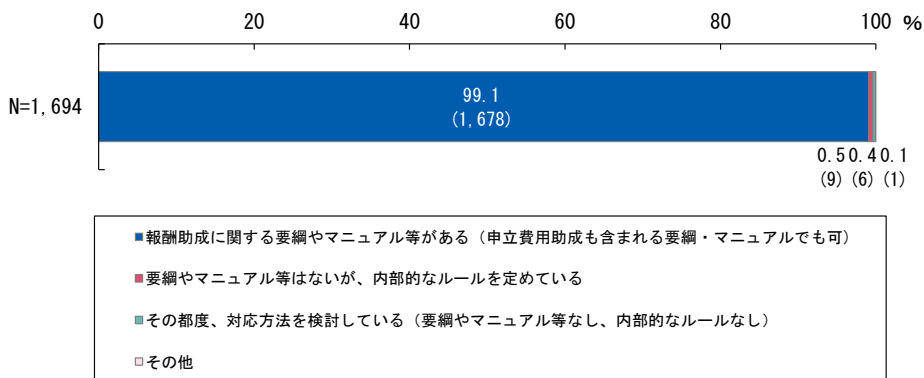 0 20 40 60 80 100 %
N=1,694
99.1
(1,678)
0.5 0.4 0.1
(9) (6) (1)
■報酬助成に関する要綱やマニュアル等がある（申立費用助成も含まれる要綱・マニュアルでも可）
■要綱やマニュアル等はないが、内部的なルールを定めている
■その都度、対応方法を検討している（要綱やマニュアル等なし、内部的なルールなし）
□その他